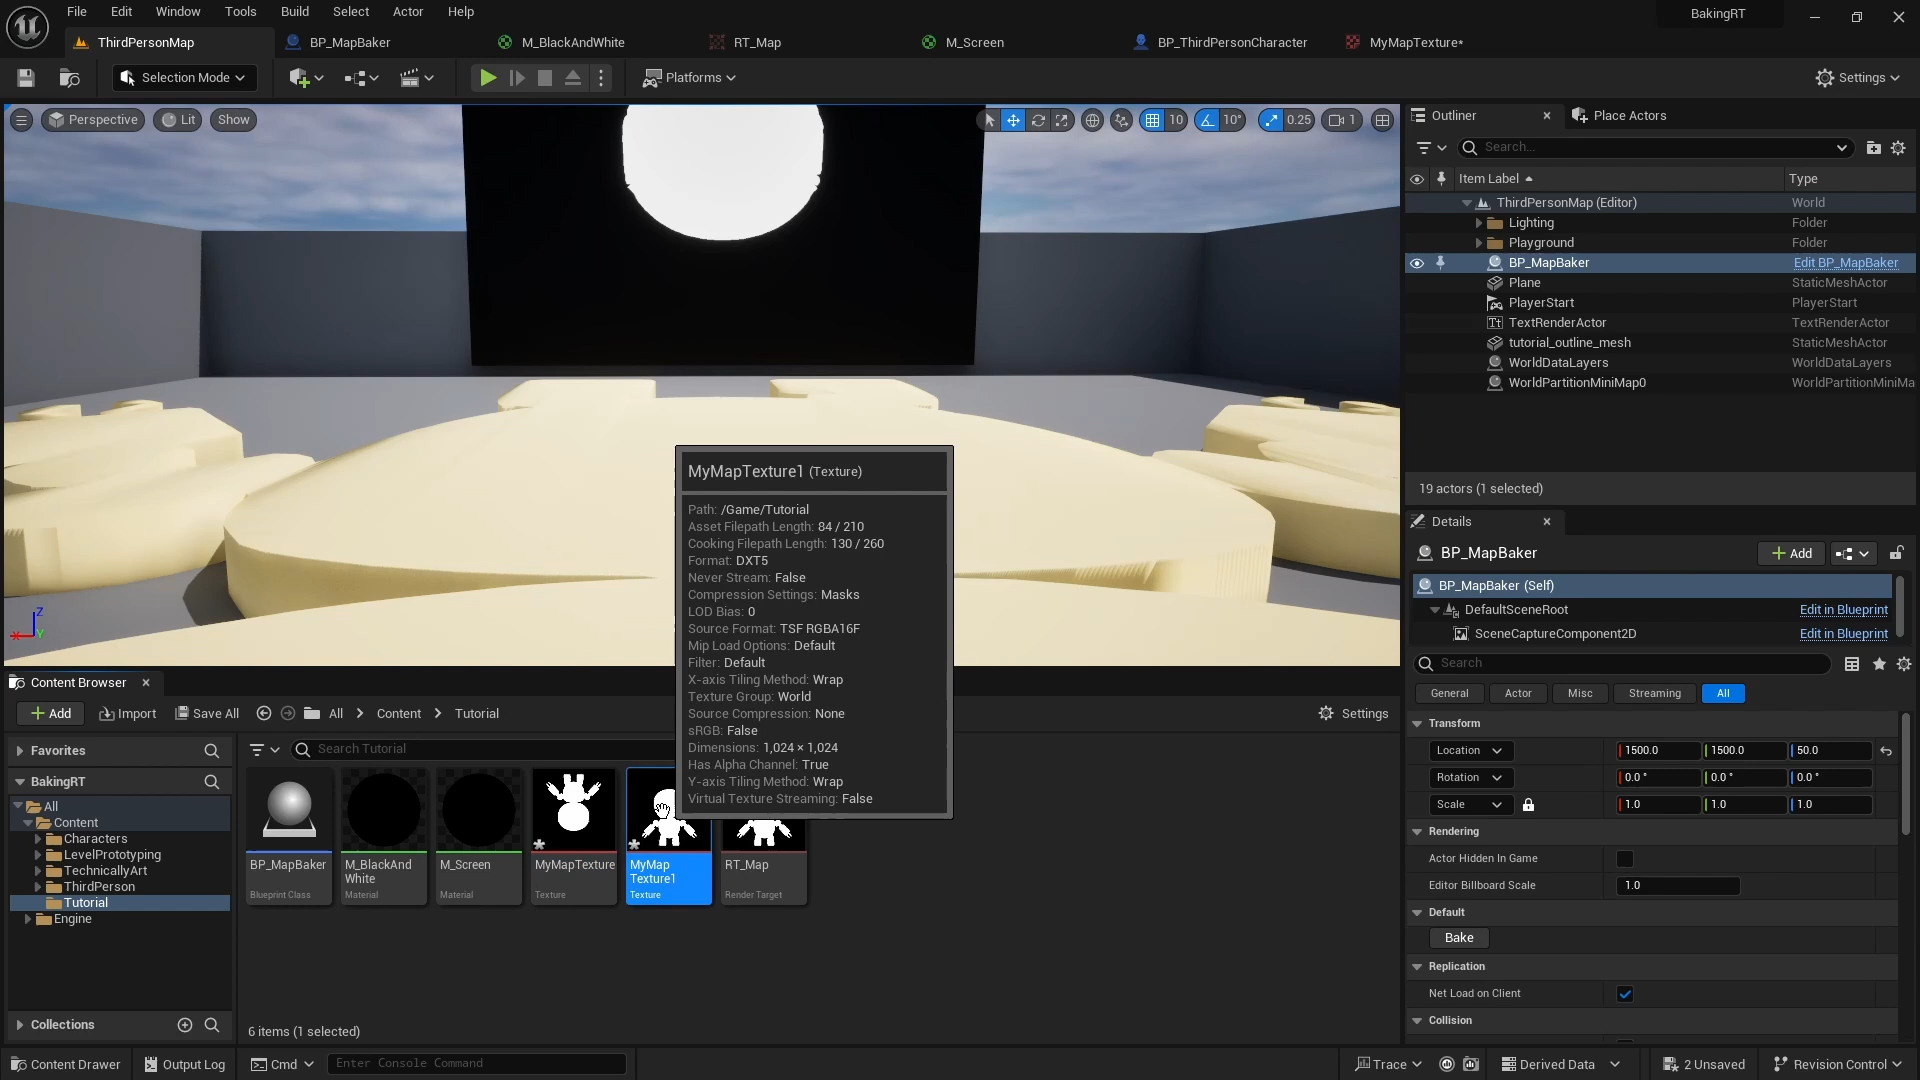 File Edit Window Tools Build Select Actor Help
BakingRT
ThirdPersonMap BP_MapBaker M_BlackAndWhite RT_Map M_Screen BP_ThirdPersonCharacter MyMapTexture*
Selection Mode Platforms Settings
Perspective Lit Show 10 10° 0.25 1
Outliner Place Actors
Search...
Item Label Type
ThirdPersonMap (Editor) World
Lighting Folder
Playground Folder
BP_MapBaker Edit BP_MapBaker
Plane StaticMeshActor
PlayerStart PlayerStart
TextRenderActor TextRenderActor
tutorial_outline_mesh StaticMeshActor
WorldDataLayers WorldDataLayers
WorldPartitionMiniMap0 WorldPartitionMiniMa
19 actors (1 selected)
Details
BP_MapBaker Add
BP_MapBaker (Self)
DefaultSceneRoot Edit in Blueprint
SceneCaptureComponent2D Edit in Blueprint
Search
General Actor Misc Streaming All
Transform
Location 1500.0 1500.0 50.0
Rotation 0.0° 0.0° 0.0°
Scale 1.0 1.0 1.0
Rendering
Actor Hidden In Game
Editor Billboard Scale 1.0
Default
Bake
Replication
Net Load on Client
Collision
Z
X Y
MyMapTexture1 (Texture)
Path: /Game/Tutorial
Asset Filepath Length: 84 / 210
Cooking Filepath Length: 130 / 260
Format: DXT5
Never Stream: False
Compression Settings: Masks
LOD Bias: 0
Source Format: TSF RGBA16F
Mip Load Options: Default
Filter: Default
X-axis Tiling Method: Wrap
Texture Group: World
Source Compression: None
sRGB: False
Dimensions: 1,024 × 1,024
Has Alpha Channel: True
Y-axis Tiling Method: Wrap
Virtual Texture Streaming: False
Content Browser
Add Import Save All All Content Tutorial Settings
Favorites
Search Tutorial
BakingRT
All
Content
Characters
LevelPrototyping
TechnicallyArt
ThirdPerson
Tutorial
Engine
Collections
BP_MapBaker
Blueprint Class
M_BlackAnd
White
Material
M_Screen
Material
MyMapTexture
Texture
MyMap
Texture1
Texture
RT_Map
Render Target
6 items (1 selected)
Content Drawer Output Log Cmd Enter Console Command Trace Derived Data 2 Unsaved Revision Control